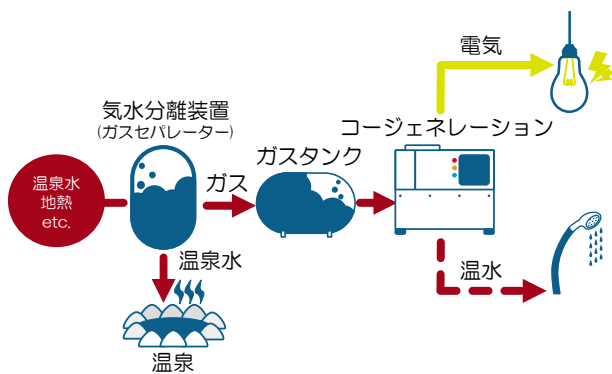 電気
気水分離装置
(ガスセパレーター)
コージェネレーション
ガスタンク
温泉水
地熱
etc.
ガス
温泉水
温水
温泉